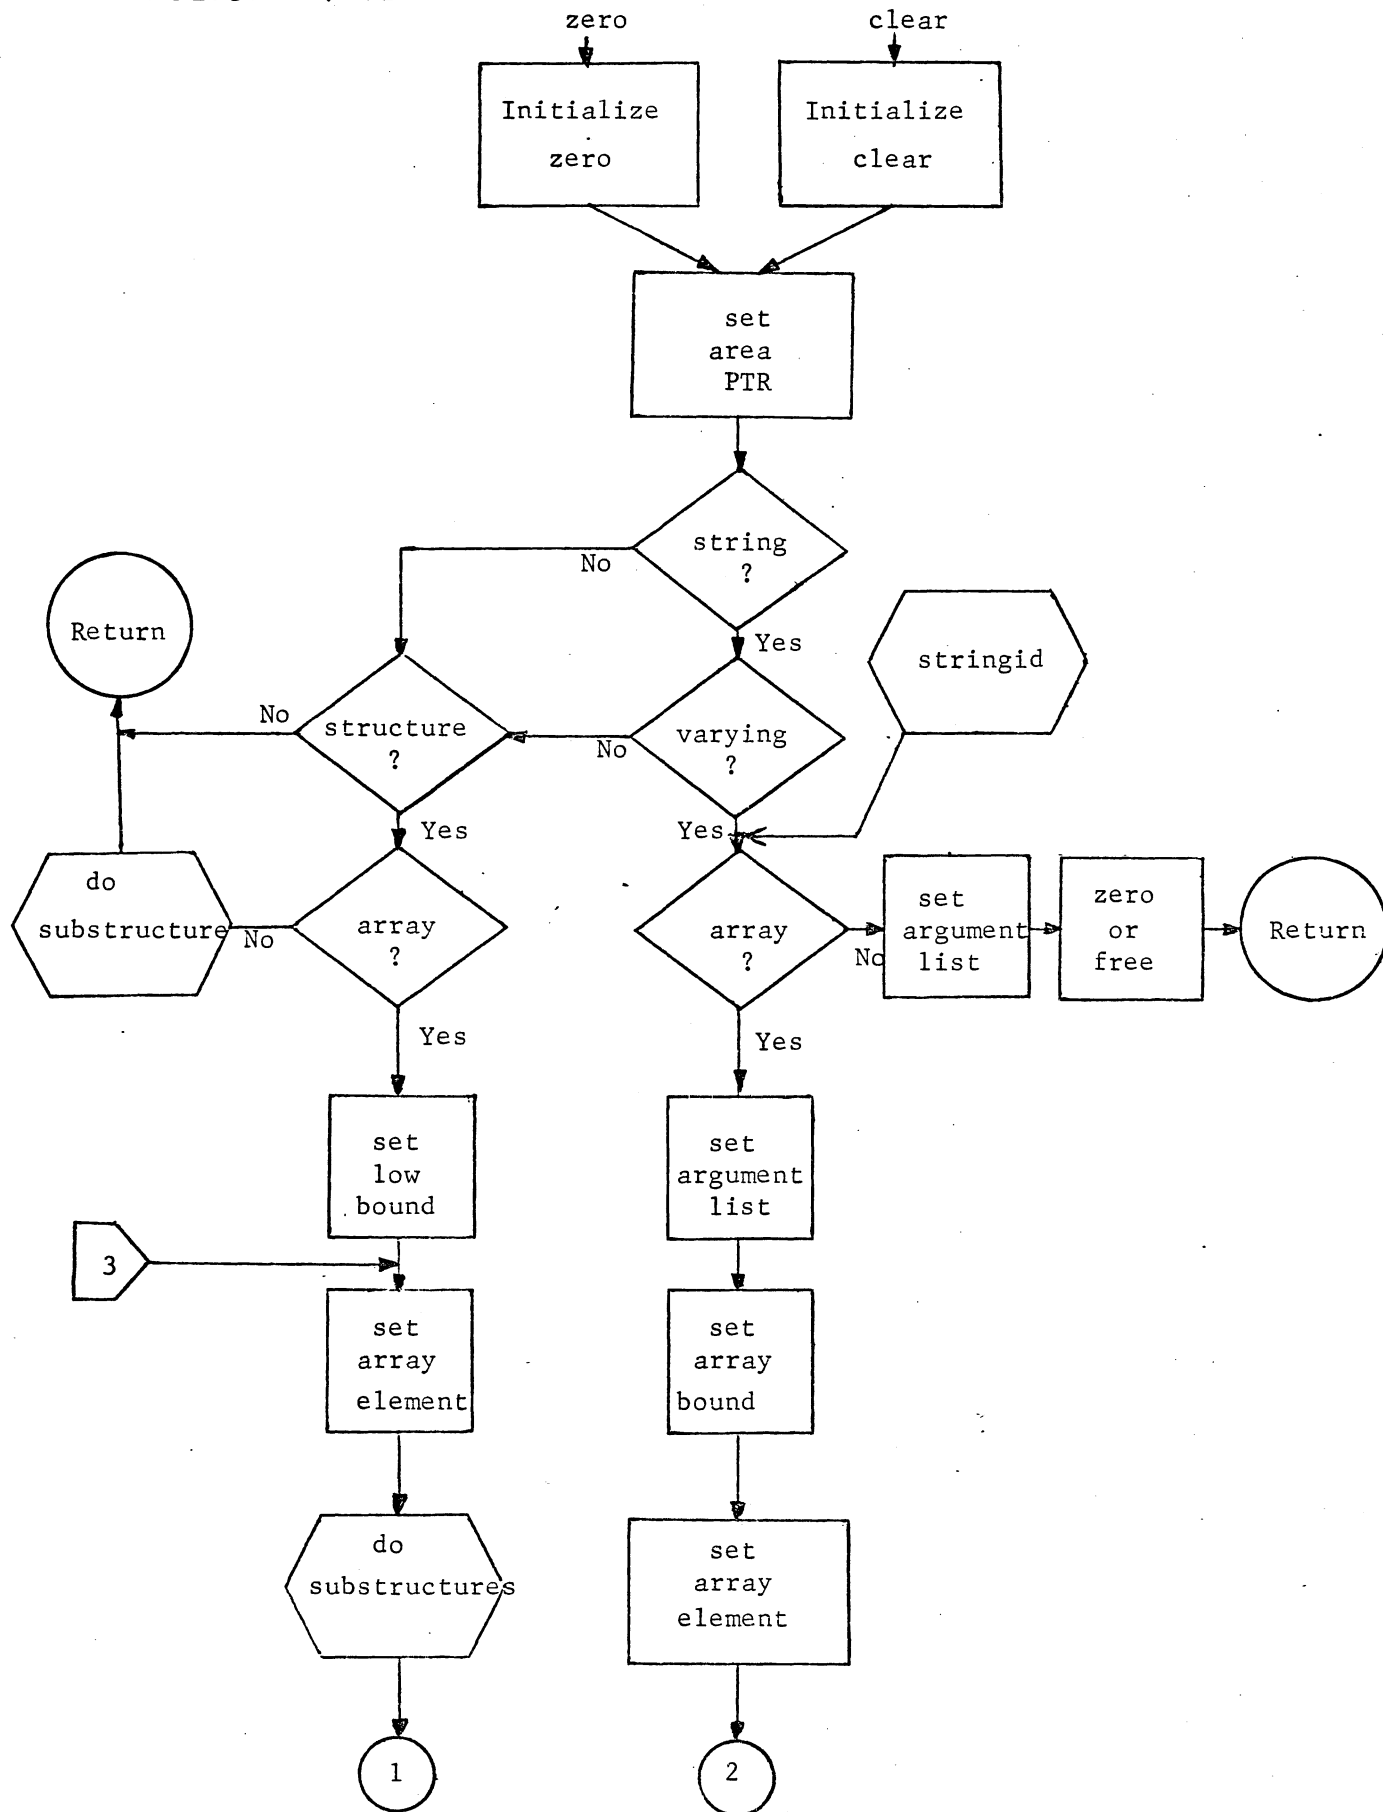 zero
clear
Initialize
zero
Initialize
clear
set
area
PTR
string
?
No
Yes
Return
stringid
No
structure
?
No
varying
?
Yes
Yes
do
substructure
No
array
?
array
?
No
set
argument
list
zero
or
free
Return
Yes
Yes
set
low
bound
set
argument
list
3
set
array
element
set
array
bound
do
substructures
set
array
element
1
2